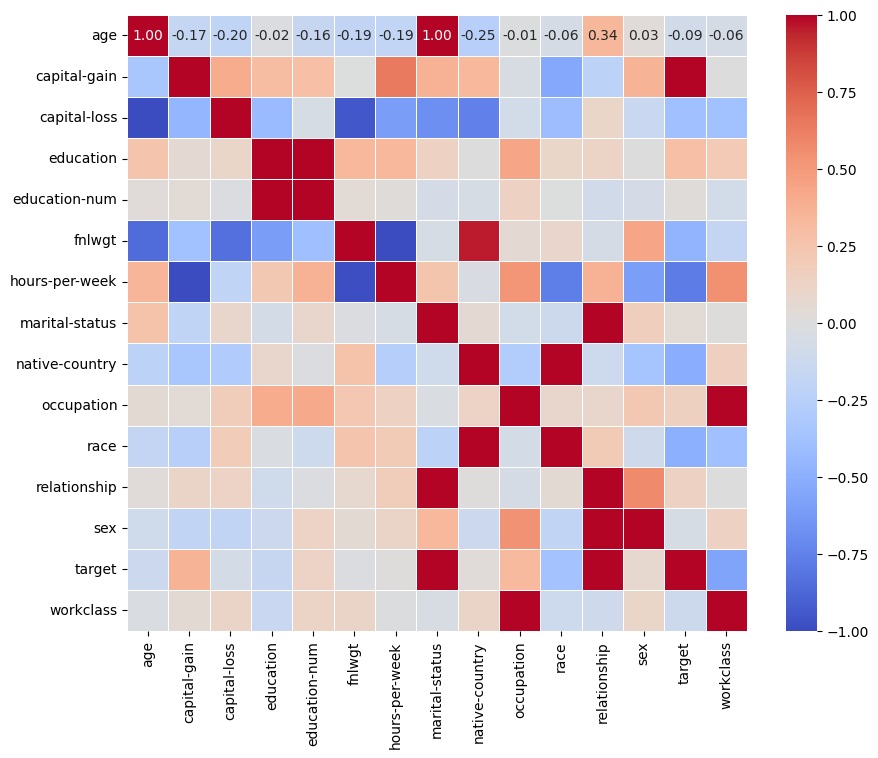 age 1.00 -0.17 -0.20 -0.02 -0.16 -0.19 -0.19 1.00 -0.25 -0.01 -0.06 0.34 0.03 -0.09 -0.06
capital-gain
capital-loss
education
education-num
fnlwgt
hours-per-week
marital-status
native-country
occupation
race
relationship
sex
target
workclass
age
capital-gain
capital-loss
education
education-num
fnlwgt
hours-per-week
marital-status
native-country
occupation
race
relationship
sex
target
workclass
1.00
0.75
0.50
0.25
0.00
−0.25
−0.50
−0.75
−1.00